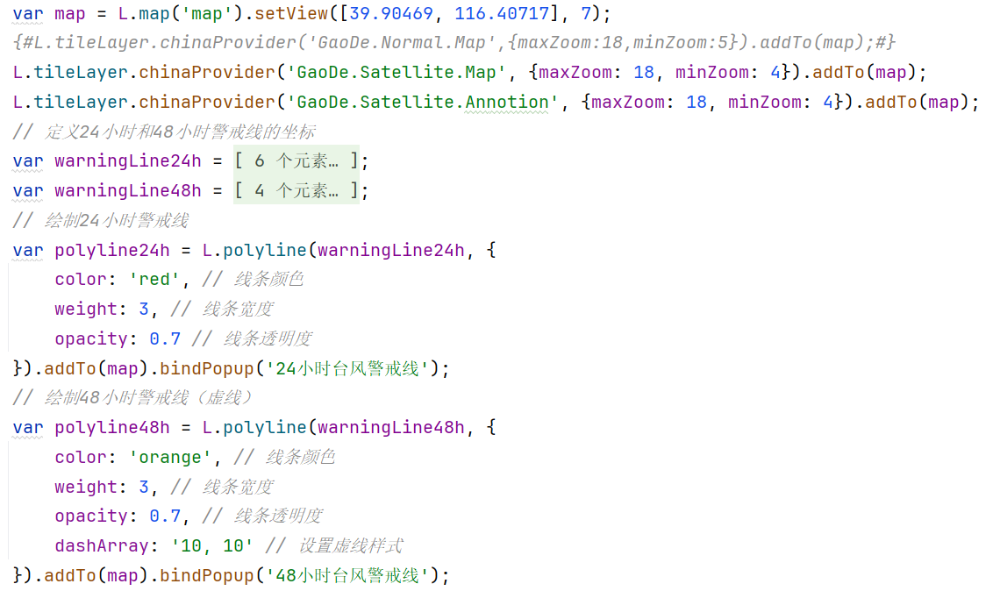 var map = L.map('map').setView([39.90469, 116.40717], 7);
{#L.tileLayer.chinaProvider('GaoDe.Normal.Map',{maxZoom:18,minZoom:5}).addTo(map);#}
L.tileLayer.chinaProvider('GaoDe.Satellite.Map', {maxZoom: 18, minZoom: 4}).addTo(map);
L.tileLayer.chinaProvider('GaoDe.Satellite.Annotion', {maxZoom: 18, minZoom: 4}).addTo(map);
// 定义24小时和48小时警戒线的坐标
var warningLine24h = [ 6 个元素… ];
var warningLine48h = [ 4 个元素… ];
// 绘制24小时警戒线
var polyline24h = L.polyline(warningLine24h, {
    color: 'red', // 线条颜色
    weight: 3, // 线条宽度
    opacity: 0.7 // 线条透明度
}).addTo(map).bindPopup('24小时台风警戒线');
// 绘制48小时警戒线（虚线）
var polyline48h = L.polyline(warningLine48h, {
    color: 'orange', // 线条颜色
    weight: 3, // 线条宽度
    opacity: 0.7, // 线条透明度
    dashArray: '10, 10' // 设置虚线样式
}).addTo(map).bindPopup('48小时台风警戒线');